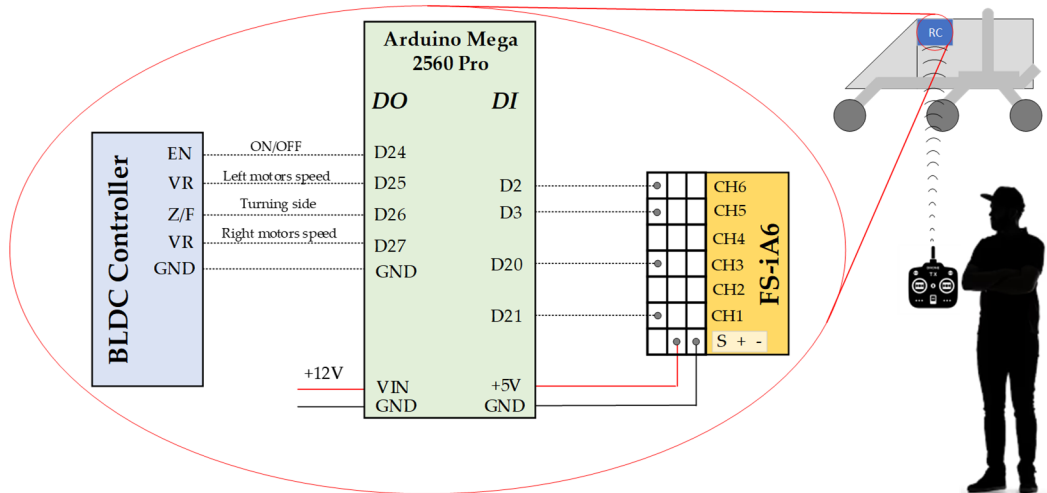 Arduino Mega
2560 Pro
DO DI
BLDC Controller
EN
VR
Z/F
VR
GND
ON/OFF
Left motors speed
Turning side
Right motors speed
D24
D25
D26
D27
GND
D2
D3
D20
D21
+12V
VIN
GND
+5V
GND
CH6
CH5
CH4
CH3
CH2
CH1
S + -
FS-iA6
RC
TX